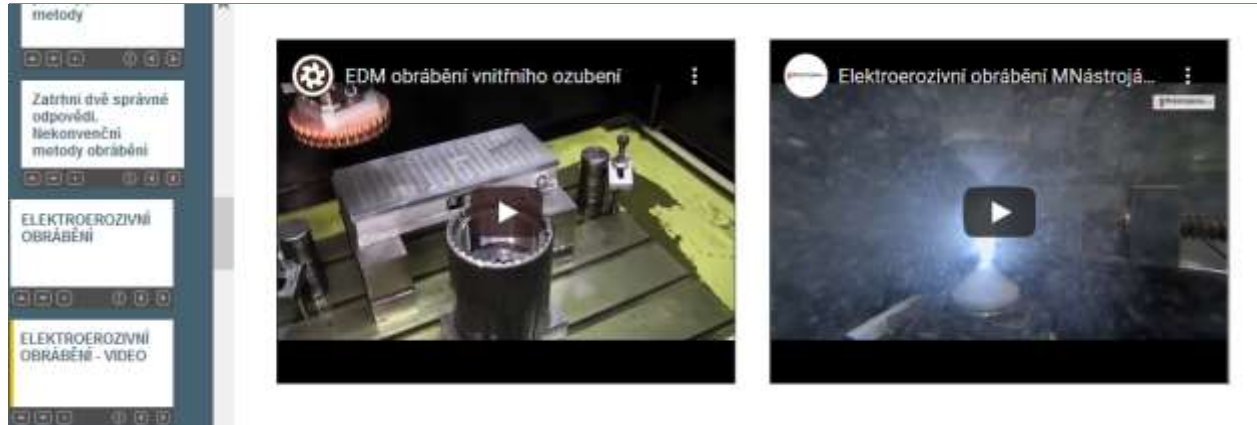 metody
Zatrhni dvě správné
odpovědi.
Nekonvenční
metody obrábění
ELEKTROEROZIVNÍ
OBRÁBĚNÍ
ELEKTROEROZIVNÍ
OBRÁBĚNÍ - VIDEO
EDM obrábění vnitřního ozubení
Elektroerozivní obrábění MNástrojá...